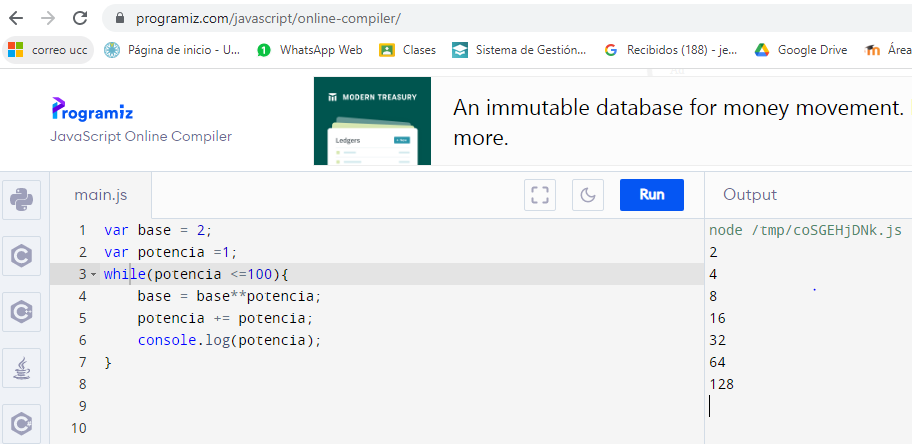 programiz.com/javascript/online-compiler/
correo ucc Página de inicio - U... WhatsApp Web Clases Sistema de Gestión... Recibidos (188) - je... Google Drive Área
Programiz
JavaScript Online Compiler
MODERN TREASURY
Ledgers
An immutable database for money movement.
more.
main.js Run Output
1 var base = 2;
2 var potencia =1;
3 while(potencia <=100){
4 base = base**potencia;
5 potencia += potencia;
6 console.log(potencia);
7 }
8
9
10
node /tmp/coSGEHjDNk.js
2
4
8
16
32
64
128